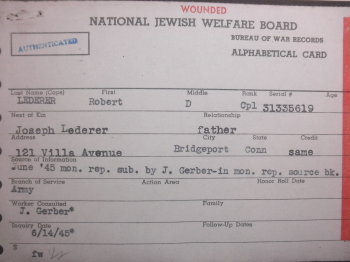 WOUNDED
NATIONAL JEWISH WELFARE BOARD
BUREAU OF WAR RECORDS
AUTHENTICATED
ALPHABETICAL CARD
Last Name (Caps) First Middle Rank Serial # Age
LEDERER Robert D Cpl 31335619
Next of Kin Relationship
Joseph Lederer father
Address City State Credit
121 Villa Avenue Bridgeport Conn same
Source of Information
June '45 mon. rep. sub. by J. Gerber-in mon. rep. source bk.
Branch of Service Action Area Honor Roll Date
Army
Worker Consulted Family
J. Gerber*
Inquiry Date Follow-Up Dates
6/14/45*
s
fw